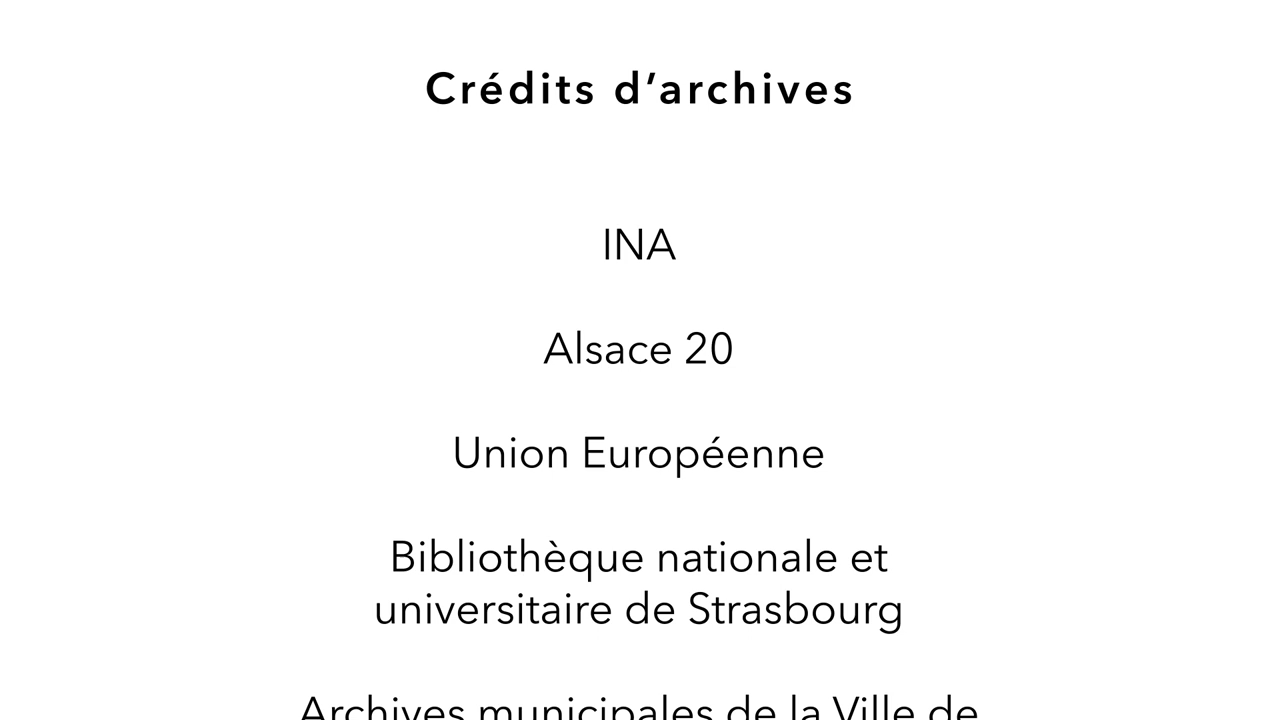 Crédits d’archives
INA
Alsace 20
Union Européenne
Bibliothèque nationale et
universitaire de Strasbourg
Archives municipales de la Ville de